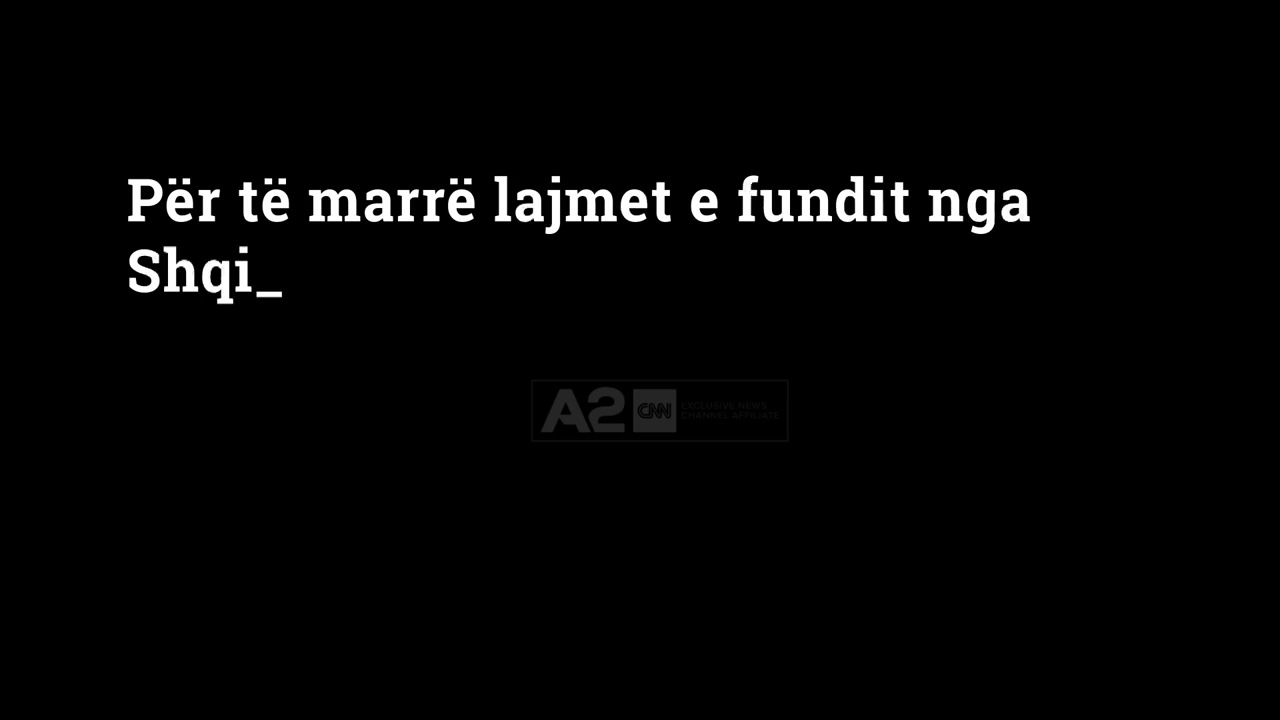 Për të marrë lajmet e fundit nga
Shqi_
A2 CNN EXCLUSIVE NEWS
CHANNEL AFFILIATE